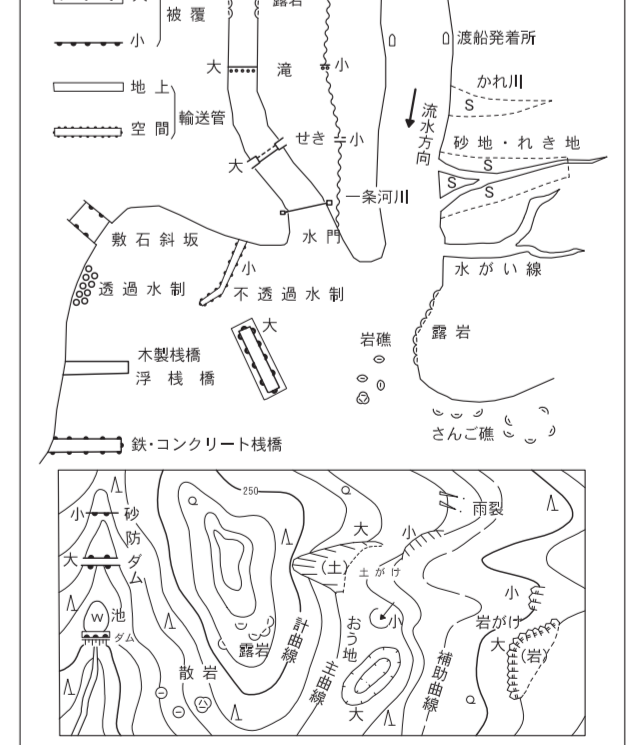 被覆
露岩
小
大
滝
小
渡船発着所
地上
輸送管
空間
かれ川
S
流水方向
せき
小
大
砂地・れき地
S
S
S
一条河川
敷石斜坂
水門
小
透過水制
不透過水制
水がい線
大
岩礁
露岩
木製桟橋
浮桟橋
さんご礁
鉄・コンクリート桟橋
250
小
砂防ダム
大
大
小
雨裂
(土)
土がけ
小
W
池
ダム
計曲線
おう地
小
岩がけ
大
(岩)
露岩
散岩
主曲線
補助曲線
大